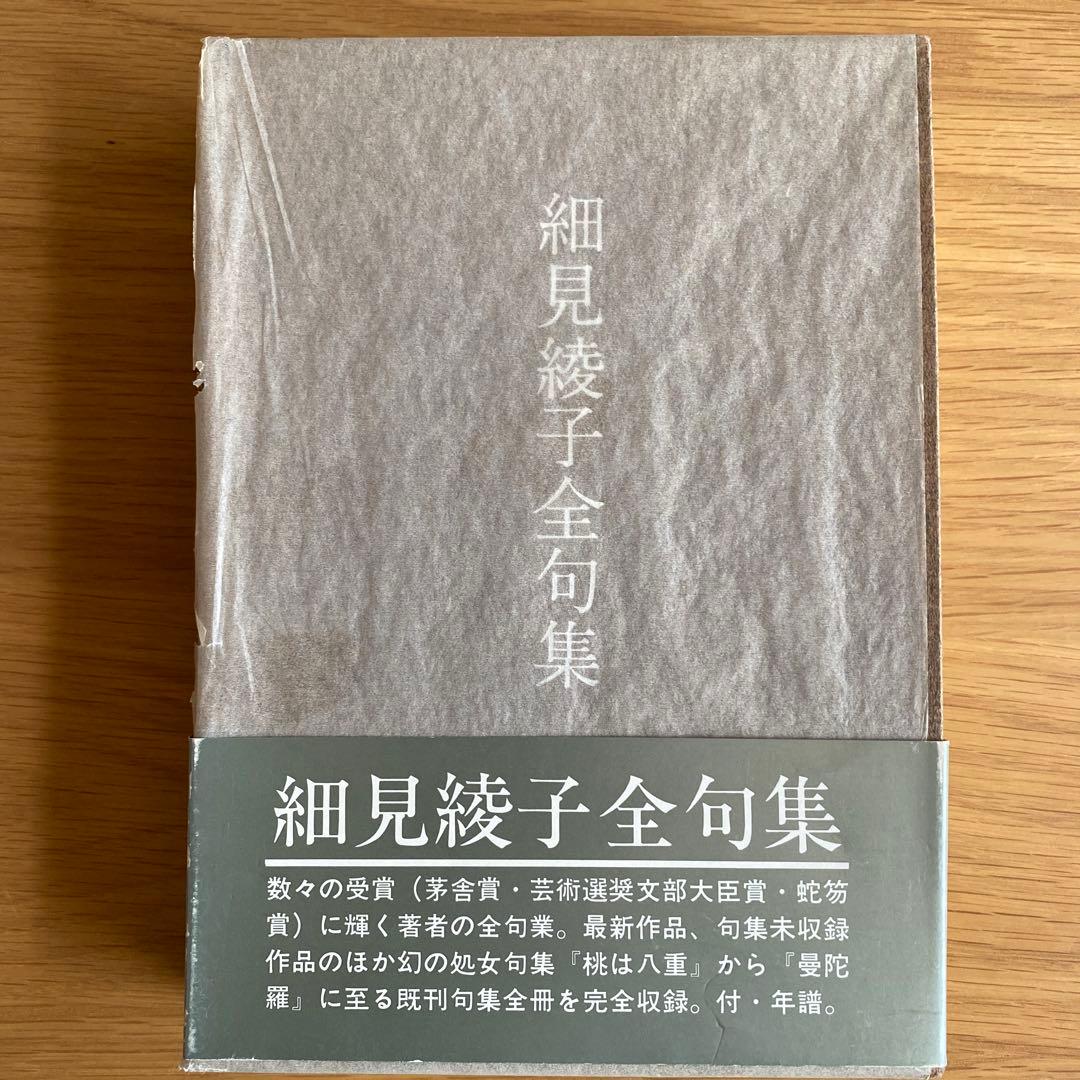 細見綾子全句集
細見綾子全句集
数々の受賞（茅舎賞・芸術選奨文部大臣賞・蛇笏
賞）に輝く著者の全句業。最新作品、句集未収録
作品のほか幻の処女句集『桃は八重』から『曼陀
羅』に至る既刊句集全冊を完全収録。付・年譜。